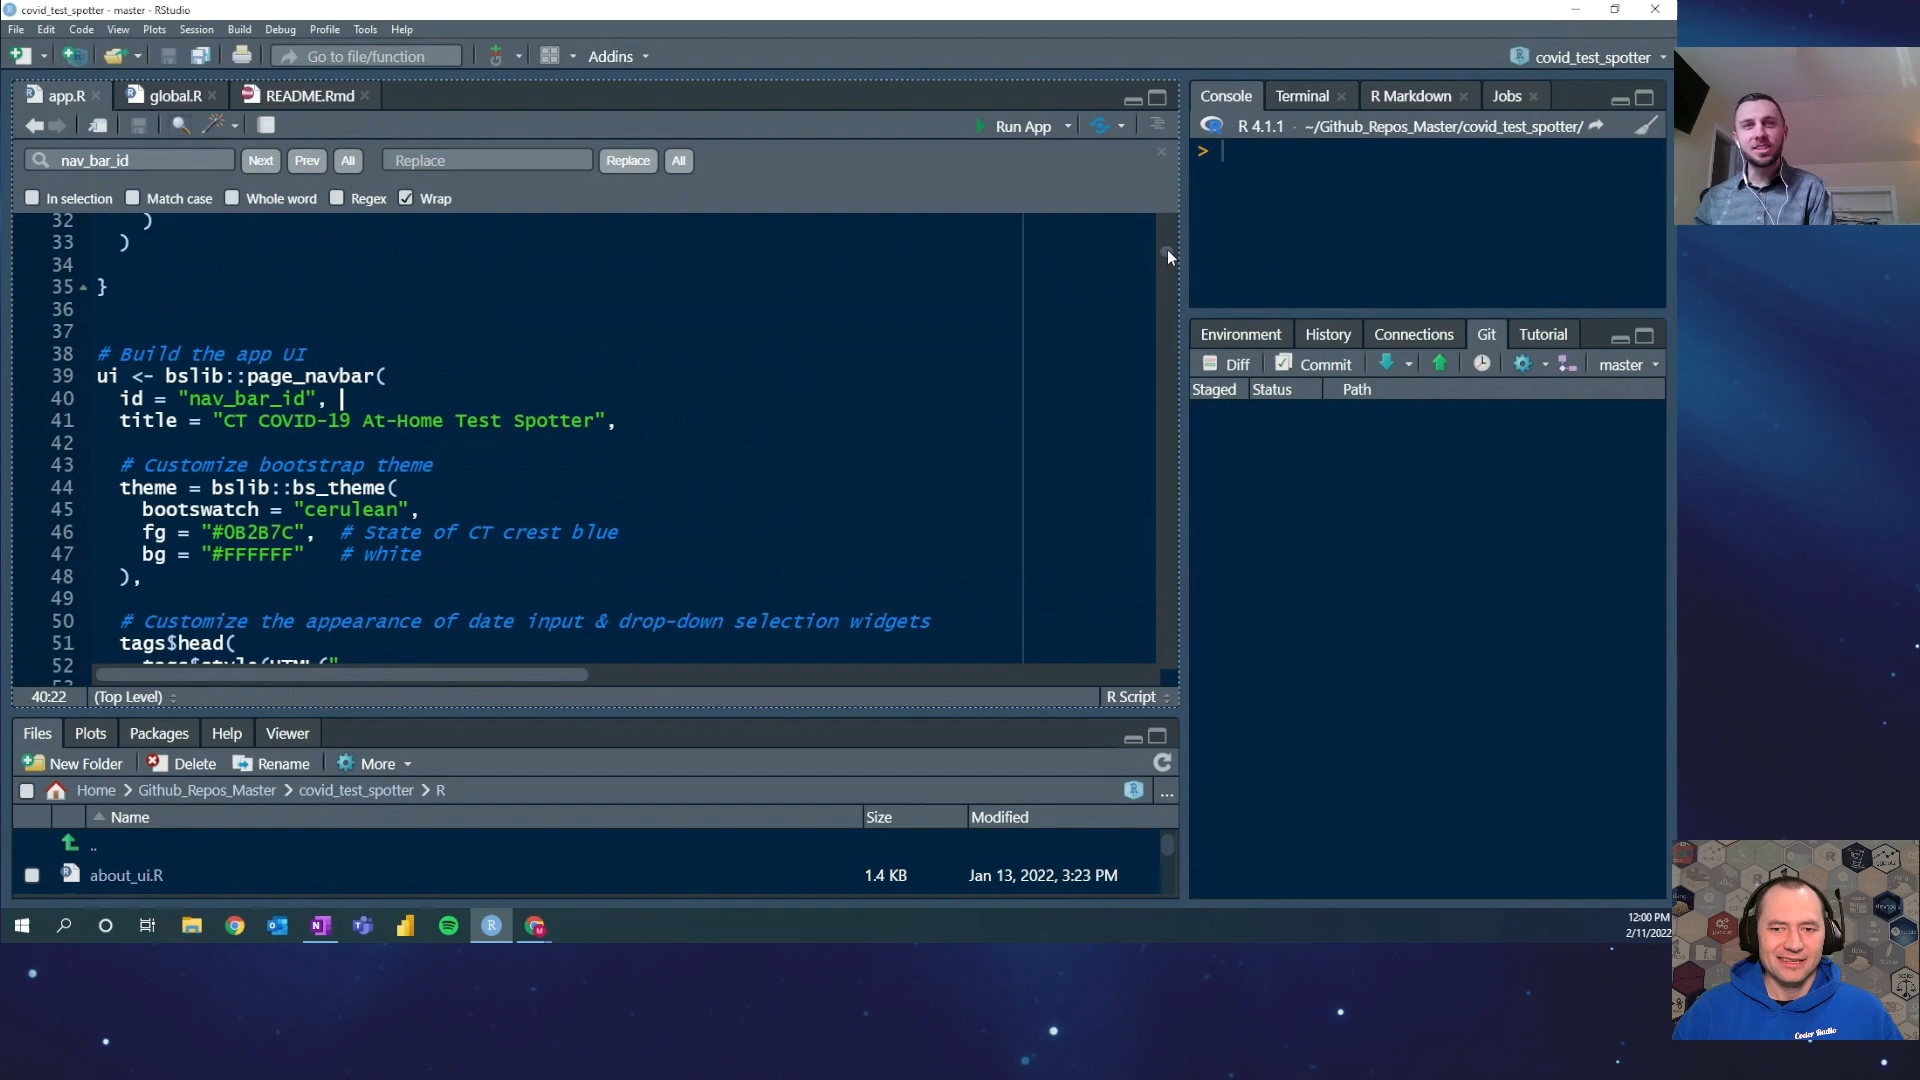 covid_test_spotter - master - RStudio
File Edit Code View Plots Session Build Debug Profile Tools Help
Go to file/function
Addins
covid_test_spotter
app.R
global.R
README.Rmd
Run App
nav_bar_id
Next
Prev
All
Replace
Replace
All
In selection
Match case
Whole word
Regex
Wrap
32 )
33 )
34
35 }
36
37
38 # Build the app UI
39 ui <- bslib::page_navbar(
40 id = "nav_bar_id",
41 title = "CT COVID-19 At-Home Test Spotter",
42
43 # Customize bootstrap theme
44 theme = bslib::bs_theme(
45 bootswatch = "cerulean",
46 fg = "#0B2B7C", # State of CT crest blue
47 bg = "#FFFFFF" # white
48 ),
49
50 # Customize the appearance of date input & drop-down selection widgets
51 tags$head(
52 tags$style(HTML("
40:22 (Top Level) R Script
Console Terminal R Markdown Jobs
R 4.1.1 · ~/Github_Repos_Master/covid_test_spotter/
>
Environment History Connections Git Tutorial
Diff Commit master
Staged Status Path
Files Plots Packages Help Viewer
New Folder Delete Rename More
Home Github_Repos_Master covid_test_spotter R
...
Name Size Modified
..
about_ui.R 1.4 KB Jan 13, 2022, 3:23 PM
12:00 PM
2/11/2022
Coder Radio